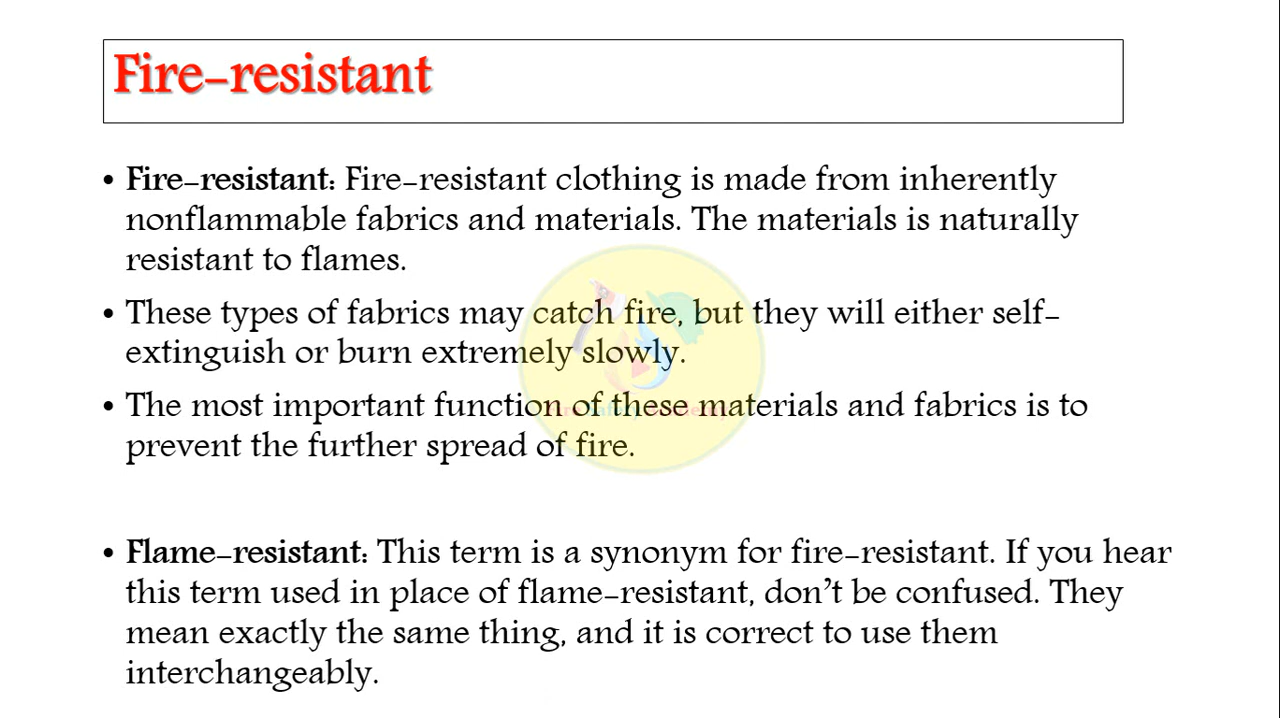 Fire-resistant
• Fire-resistant: Fire-resistant clothing is made from inherently
nonflammable fabrics and materials. The materials is naturally
resistant to flames.
• These types of fabrics may catch fire, but they will either self-
extinguish or burn extremely slowly.
• The most important function of these materials and fabrics is to
prevent the further spread of fire.
• Flame-resistant: This term is a synonym for fire-resistant. If you hear
this term used in place of flame-resistant, don't be confused. They
mean exactly the same thing, and it is correct to use them
interchangeably.